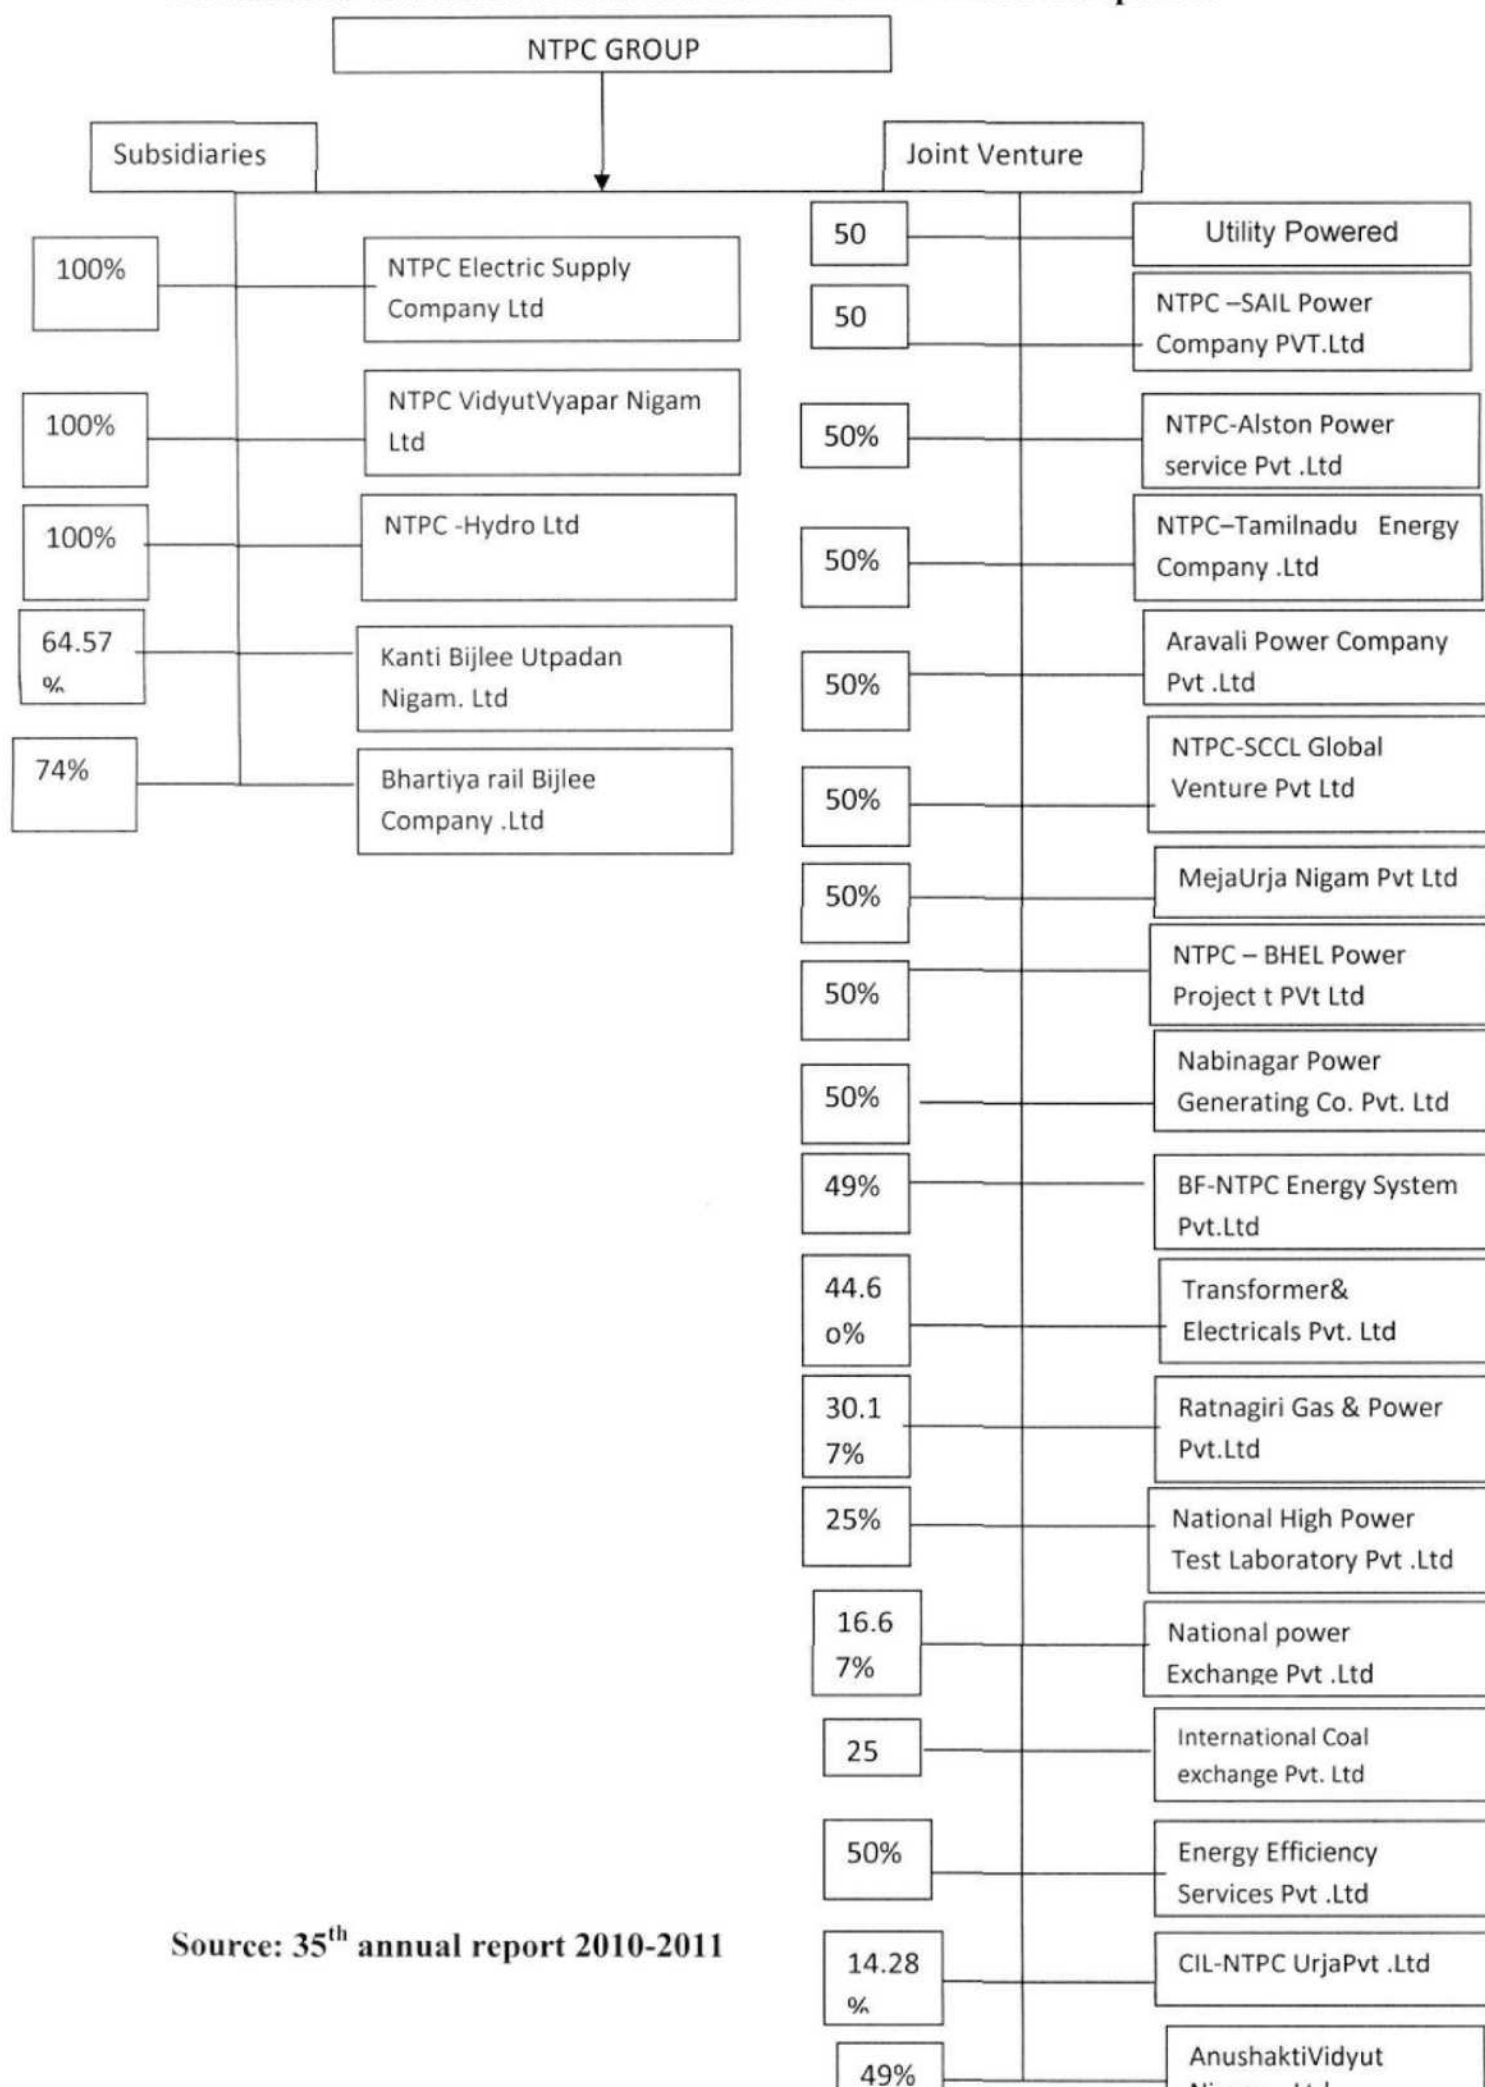 NTPC GROUP
Subsidiaries
Joint Venture
100%
NTPC Electric Supply
Company Ltd
100%
NTPC VidyutVyapar Nigam
Ltd
100%
NTPC -Hydro Ltd
64.57
%
Kanti Bijlee Utpadan
Nigam. Ltd
74%
Bhartiya rail Bijlee
Company .Ltd
50
Utility Powered
50
NTPC –SAIL Power
Company PVT.Ltd
50%
NTPC-Alston Power
service Pvt .Ltd
50%
NTPC–Tamilnadu Energy
Company .Ltd
50%
Aravali Power Company
Pvt .Ltd
50%
NTPC-SCCL Global
Venture Pvt Ltd
50%
MejaUrja Nigam Pvt Ltd
50%
NTPC – BHEL Power
Project t PVt Ltd
50%
Nabinagar Power
Generating Co. Pvt. Ltd
49%
BF-NTPC Energy System
Pvt.Ltd
44.6
o%
Transformer&
Electricals Pvt. Ltd
30.1
7%
Ratnagiri Gas & Power
Pvt.Ltd
25%
National High Power
Test Laboratory Pvt .Ltd
16.6
7%
National power
Exchange Pvt .Ltd
25
International Coal
exchange Pvt. Ltd
50%
Energy Efficiency
Services Pvt .Ltd
14.28
%
CIL-NTPC UrjaPvt .Ltd
49%
AnushaktiVidyut
Source: 35th annual report 2010-2011